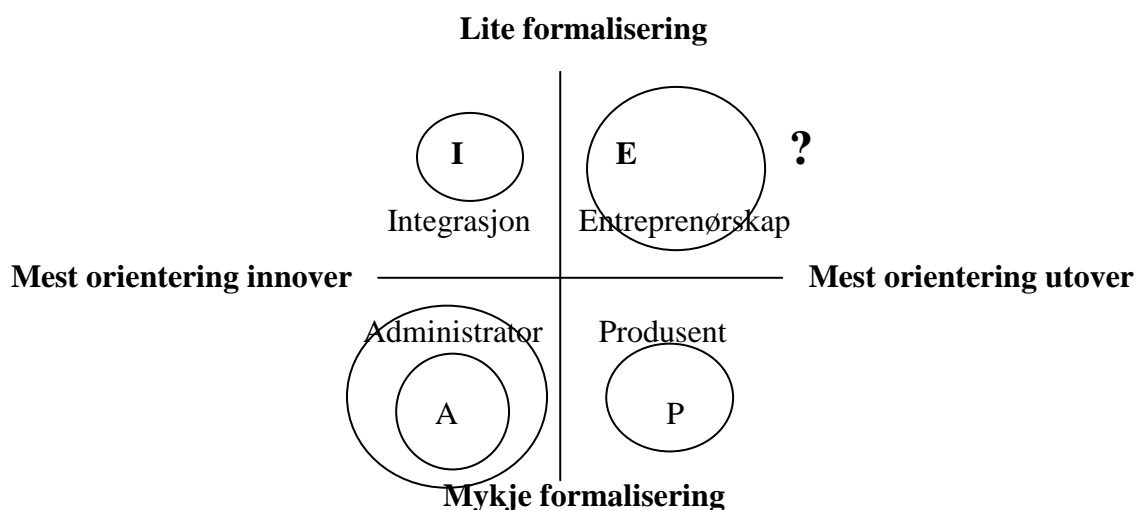 Lite formalisering
I E ?
Integrasjon Entreprenørskap
Mest orientering innover Mest orientering utover
Administrator Produsent
A P
Mykje formalisering